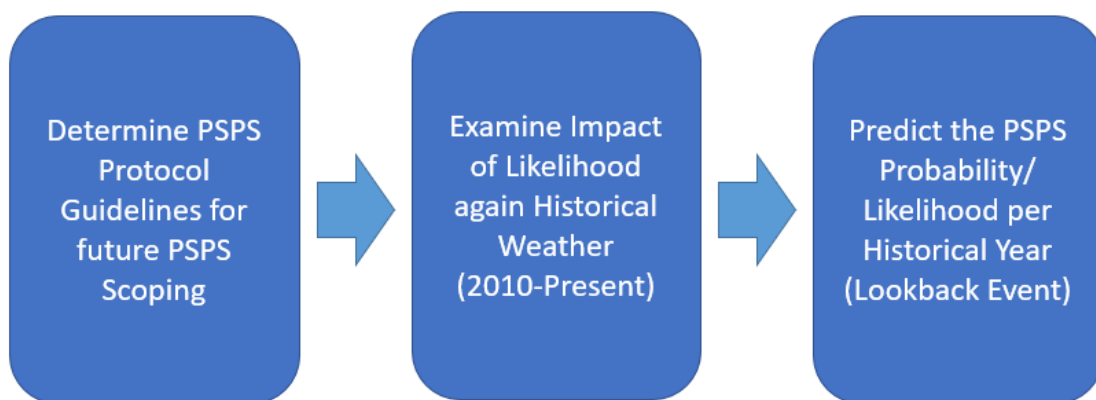 Determine PSPS
Protocol
Guidelines for
future PSPS
Scoping
Examine Impact
of Likelihood
again Historical
Weather
(2010-Present)
Predict the PSPS
Probability/
Likelihood per
Historical Year
(Lookback Event)